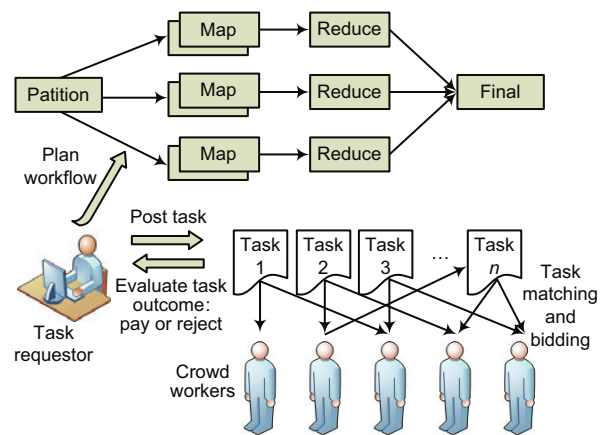 Map
Reduce
Patition
Map
Reduce
Final
Map
Reduce
Plan
workflow
Post task
Evaluate task
outcome:
pay or reject
Task
requestor
Task
1
Task
2
Task
3
...
Task
n
Task
matching
and
bidding
Crowd
workers